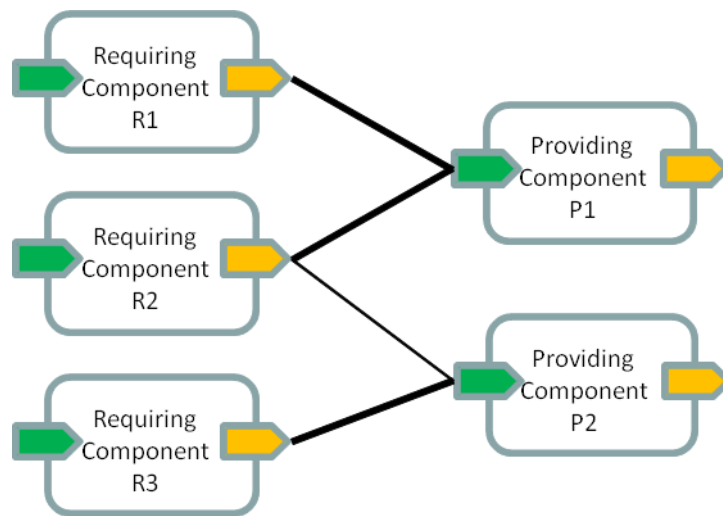 Requiring
Component
R1
Providing
Component
P1
Requiring
Component
R2
Providing
Component
P2
Requiring
Component
R3